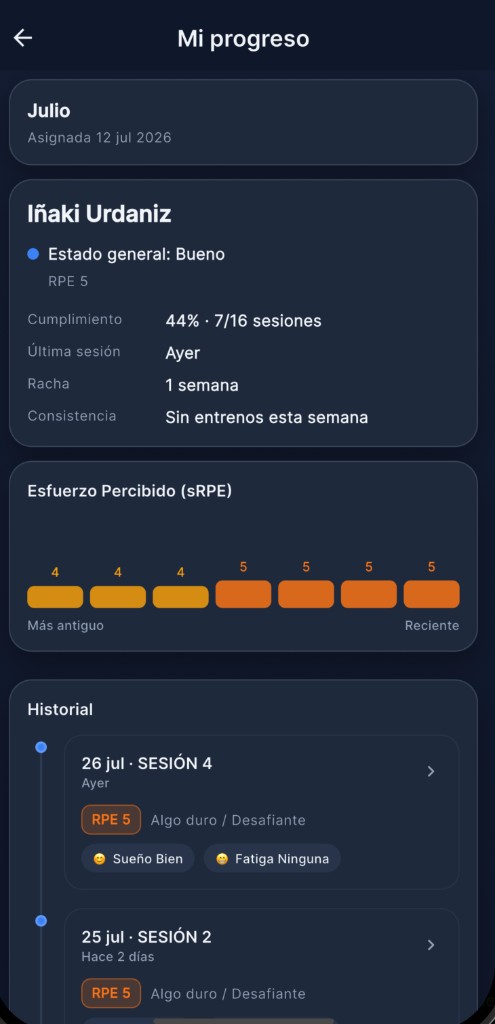 Mi progreso
Julio
Asignada 12 jul 2026
Iñaki Urdaniz
Estado general: Bueno
RPE 5
Cumplimiento 44% · 7/16 sesiones
Última sesión Ayer
Racha 1 semana
Consistencia Sin entrenos esta semana
Esfuerzo Percibido (sRPE)
4 4 4 5 5 5 5
Más antiguo Reciente
Historial
26 jul · SESIÓN 4
Ayer
RPE 5 Algo duro / Desafiante
Sueño Bien Fatiga Ninguna
25 jul · SESIÓN 2
Hace 2 días
RPE 5 Algo duro / Desafiante